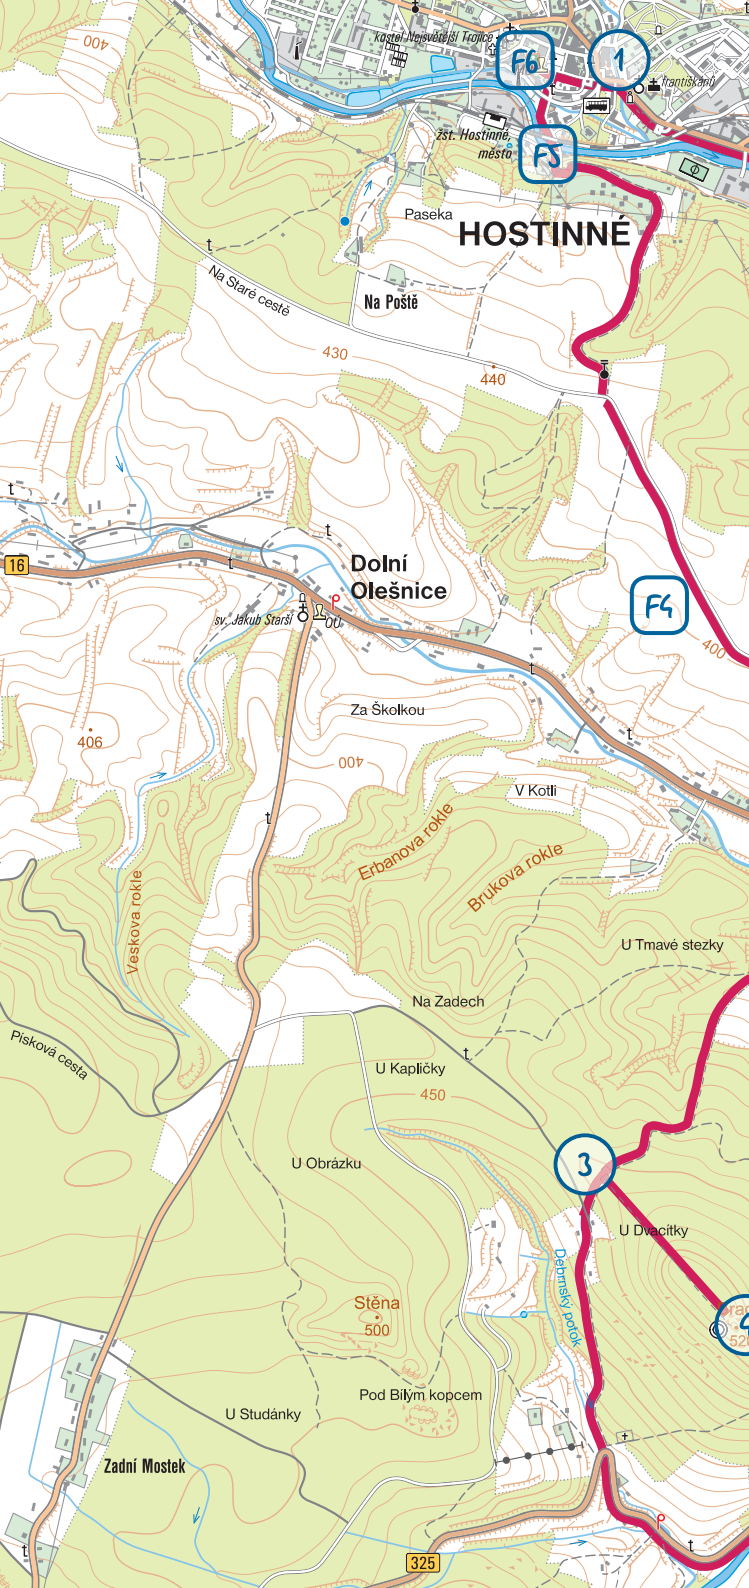 400
kostel Nejsvětější Trojice
F6
1
františkánů
žst. Hostinné,
město
F5
Paseka
HOSTINNÉ
t
Na Staré cestě
Na Poště
430
440
t
t
16
Dolní
Olešnice
t
sv. Jakub Starší
OÚ
F4
400
t
Za Školkou
406
400
t
V Kotli
t
Erbanova rokle
Brukova rokle
Veskova rokle
U Tmavé stezky
Na Zadech
Písková cesta
t
U Kapličky
450
3
U Obrázku
U Dvacítky
Debrnský potok
Stěna
500
Pod Bílým kopcem
U Studánky
Zadní Mostek
t
t
325